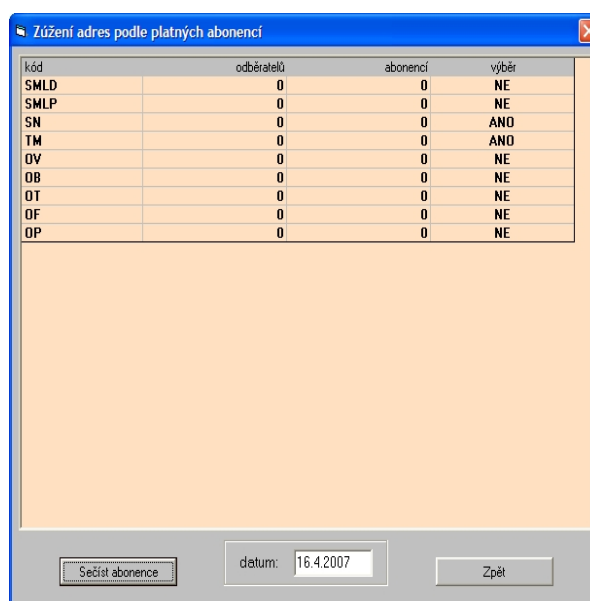 Zúžení adres podle platných abonencí
kód odběratelů abonencí výběr
SMLD 0 0 NE
SMLP 0 0 NE
SN 0 0 ANO
TM 0 0 ANO
OV 0 0 NE
OB 0 0 NE
OT 0 0 NE
OF 0 0 NE
OP 0 0 NE
Sečíst abonence datum: 16.4.2007 Zpět